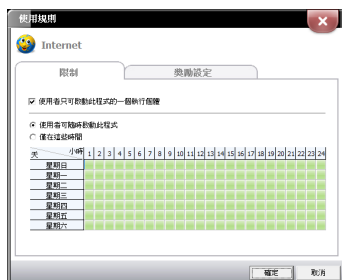 使用規則
Internet
限制 獎勵設定
使用者只可啟動此程式的一個執行個體
使用者可隨時啟動此程式
僅在這些時間
天 小時 1 2 3 4 5 6 7 8 9 10 11 12 13 14 15 16 17 18 19 20 21 22 23 24
星期日
星期一
星期二
星期三
星期四
星期五
星期六
確定 取消